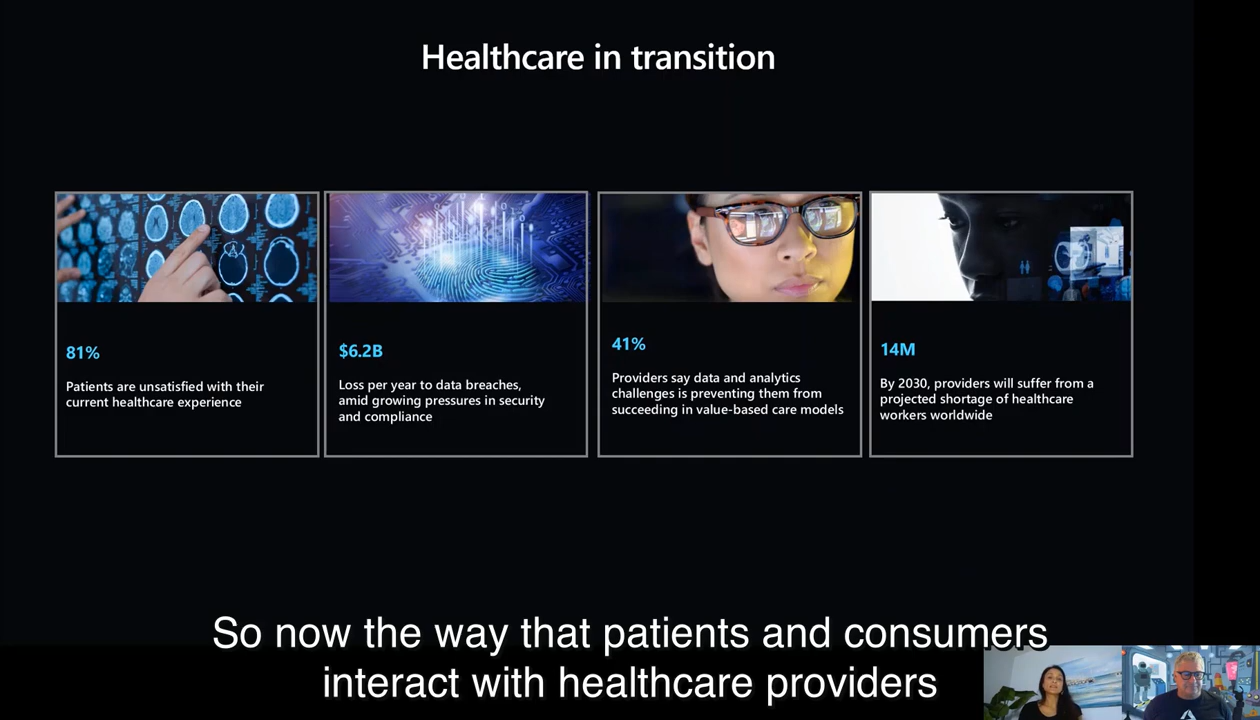 Healthcare in transition
81%
Patients are unsatisfied with their
current healthcare experience
$6.2B
Loss per year to data breaches,
amid growing pressures in security
and compliance
41%
Providers say data and analytics
challenges is preventing them from
succeeding in value-based care models
14M
By 2030, providers will suffer from a
projected shortage of healthcare
workers worldwide
So now the way that patients and consumers
interact with healthcare providers